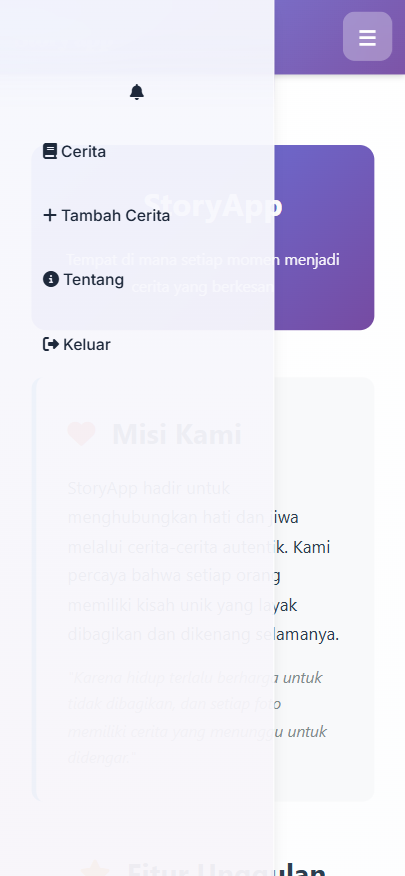 Cerita
Tambah Cerita
Tentang
Keluar
StoryApp
Tempat di mana setiap momen menjadi
cerita yang berkesan
Misi Kami
StoryApp hadir untuk
menghubungkan hati dan jiwa
melalui cerita-cerita autentik. Kami
percaya bahwa setiap orang
memiliki kisah unik yang layak
dibagikan dan dikenang selamanya.
"Karena hidup terlalu berharga untuk
tidak dibagikan, dan setiap foto
memiliki cerita yang menunggu untuk
didengar."
Fitur Unggulan